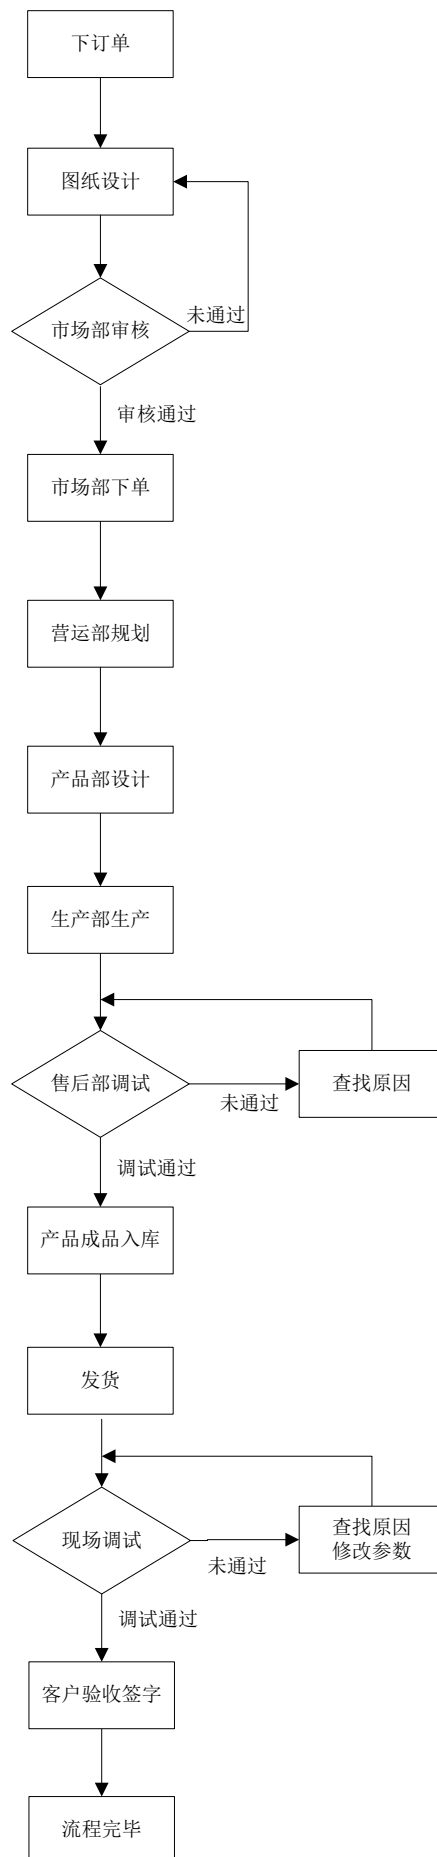 下订单
图纸设计
市场部审核
未通过
审核通过
市场部下单
营运部规划
产品部设计
生产部生产
售后部调试
未通过
查找原因
调试通过
产品成品入库
发货
现场调试
未通过
查找原因
修改参数
调试通过
客户验收签字
流程完毕